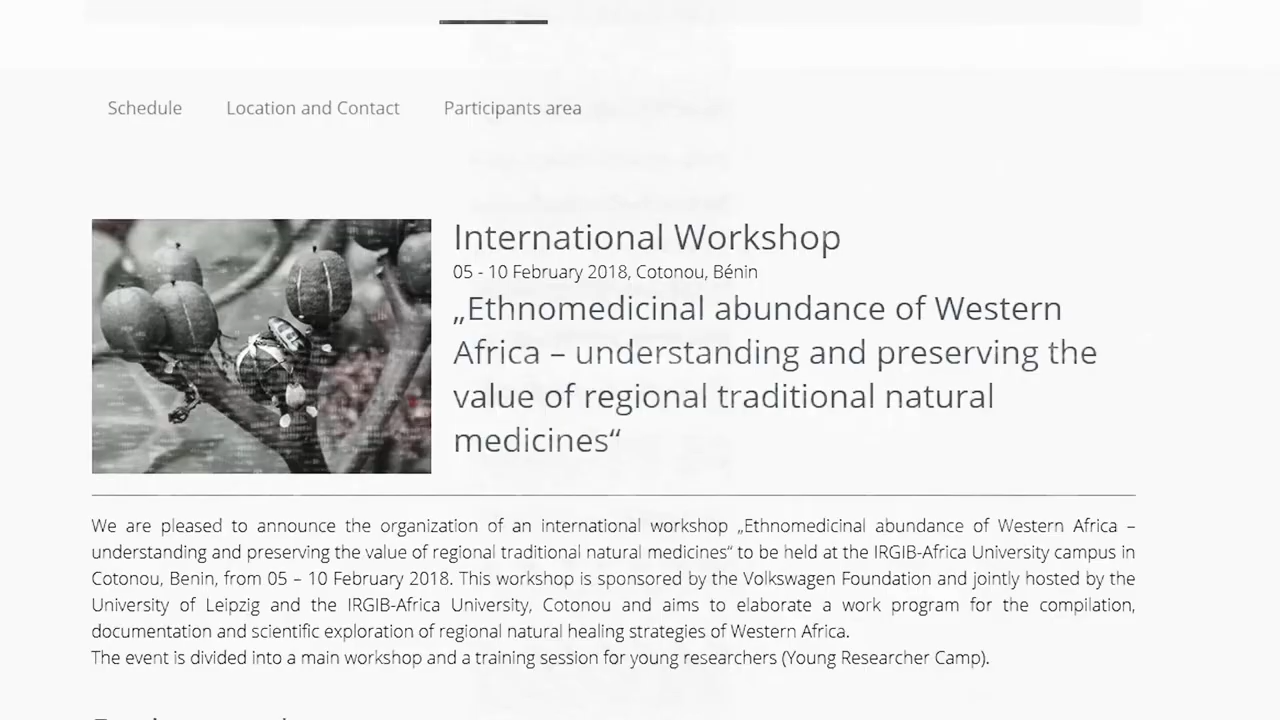 Schedule
Location and Contact
Participants area
International Workshop
05 - 10 February 2018, Cotonou, Bénin
„Ethnomedicinal abundance of Western
Africa – understanding and preserving the
value of regional traditional natural
medicines“
We are pleased to announce the organization of an international workshop „Ethnomedicinal abundance of Western Africa –
understanding and preserving the value of regional traditional natural medicines“ to be held at the IRGIB-Africa University campus in
Cotonou, Benin, from 05 – 10 February 2018. This workshop is sponsored by the Volkswagen Foundation and jointly hosted by the
University of Leipzig and the IRGIB-Africa University, Cotonou and aims to elaborate a work program for the compilation,
documentation and scientific exploration of regional natural healing strategies of Western Africa.
The event is divided into a main workshop and a training session for young researchers (Young Researcher Camp).